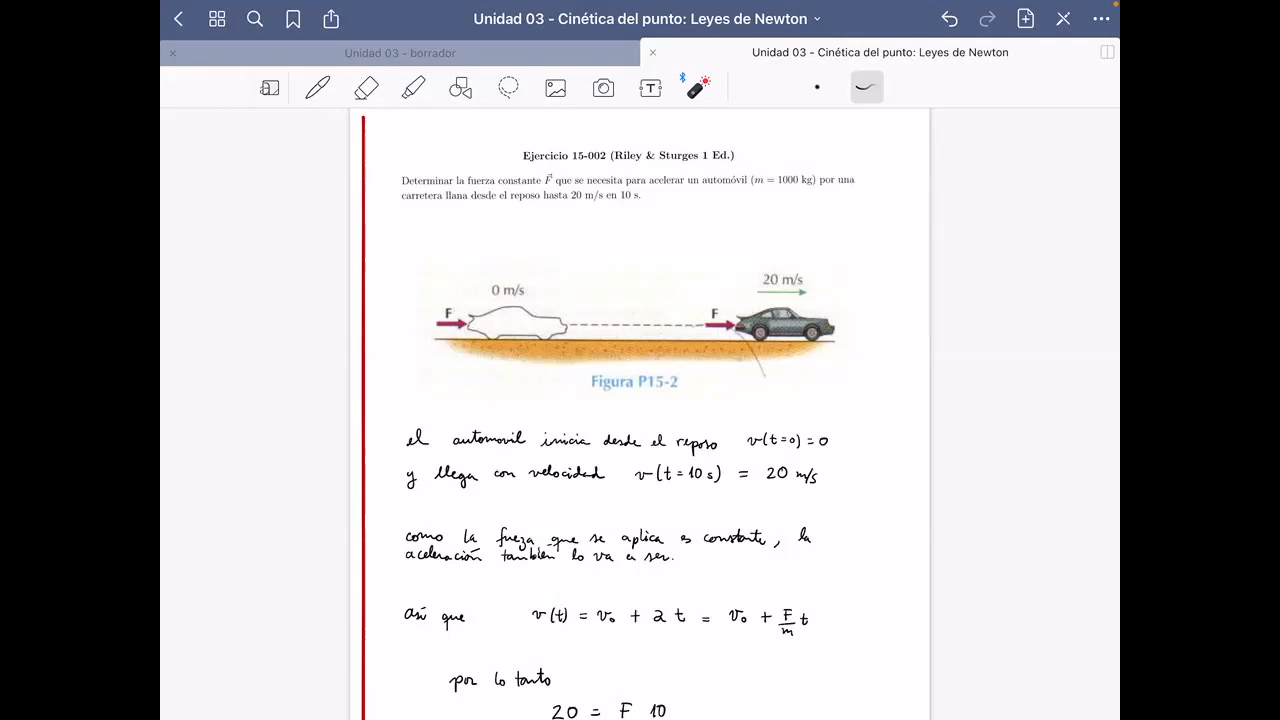 Unidad 03 - Cinética del punto: Leyes de Newton
Unidad 03 - borrador
Unidad 03 - Cinética del punto: Leyes de Newton
Ejercicio 15-002 (Riley & Sturges 1 Ed.)
Determinar la fuerza constante F⃗ que se necesita para acelerar un automóvil (m = 1000 kg) por una
carretera llana desde el reposo hasta 20 m/s en 10 s.
0 m/s
20 m/s
F
F
Figura P15-2
el automovil inicia desde el reposo v(t=0) = 0
y llega con velocidad v(t = 10 s) = 20 m/s
como la fueza que se aplica es constante, la
aceleración también lo va a ser.
así que v(t) = v₀ + a t = v₀ + F/m t
por lo tanto
20 = F 10